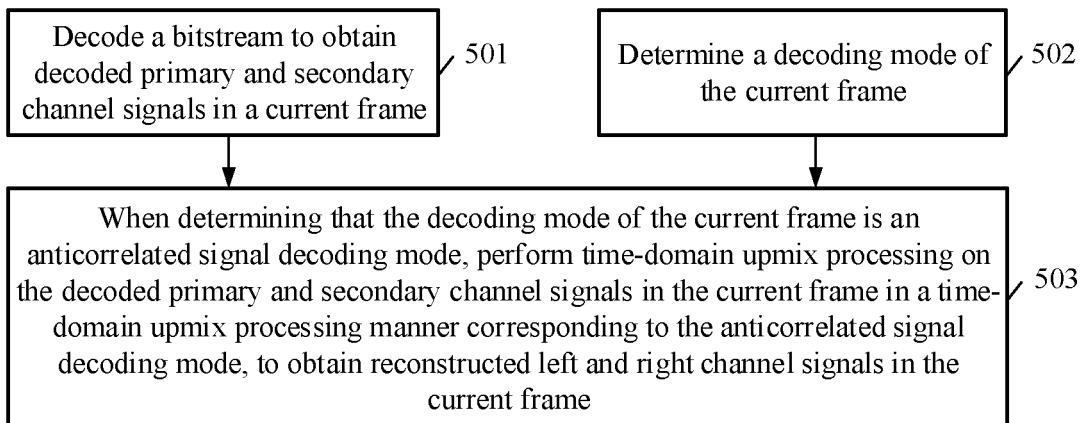 Decode a bitstream to obtain
decoded primary and secondary
channel signals in a current frame
501
Determine a decoding mode of
the current frame
502
When determining that the decoding mode of the current frame is an
anticorrelated signal decoding mode, perform time-domain upmix processing on
the decoded primary and secondary channel signals in the current frame in a time-
domain upmix processing manner corresponding to the anticorrelated signal
decoding mode, to obtain reconstructed left and right channel signals in the
current frame
503